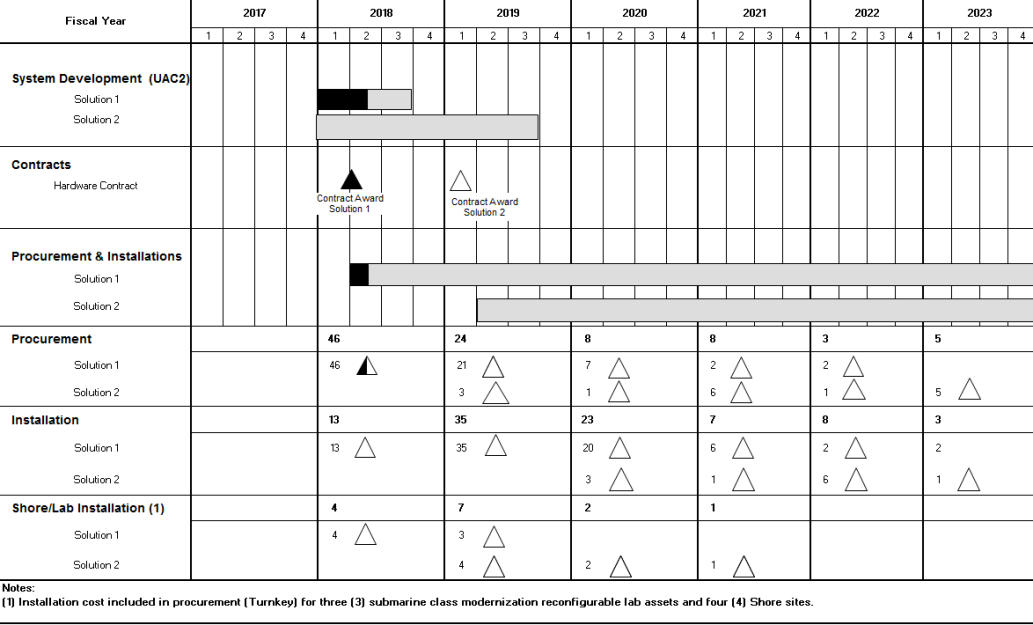 Fiscal Year 2017 2018 2019 2020 2021 2022 2023
1 2 3 4 1 2 3 4 1 2 3 4 1 2 3 4 1 2 3 4 1 2 3 4 1 2 3 4
System Development (UAC2)
Solution 1
Solution 2
Contracts
Hardware Contract
Contract Award
Solution 1
Contract Award
Solution 2
Procurement & Installations
Solution 1
Solution 2
Procurement 46 24 8 8 3 5
Solution 1 46 21 7 2 2
Solution 2 3 1 6 1 5
Installation 13 35 23 7 8 3
Solution 1 13 35 20 6 2 2
Solution 2 3 1 6 1
Shore/Lab Installation (1) 4 7 2 1
Solution 1 4 3
Solution 2 4 2 1
Notes:
(1) Installation cost included in procurement (Turnkey) for three (3) submarine class modernization reconfigurable lab assets and four (4) Shore sites.